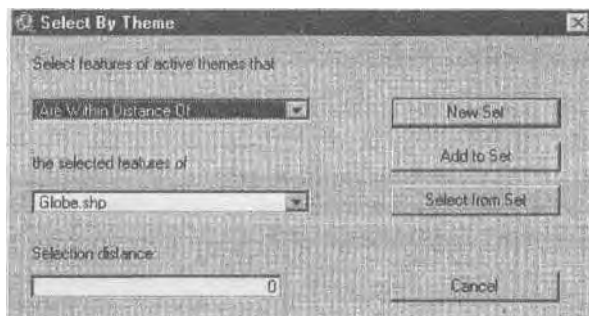 Select By Theme
Select features of active themes that
Are Within Distance Of
New Set
the selected features of
Add to Set
Globe.shp
Select from Set
Selection distance:
0
Cancel